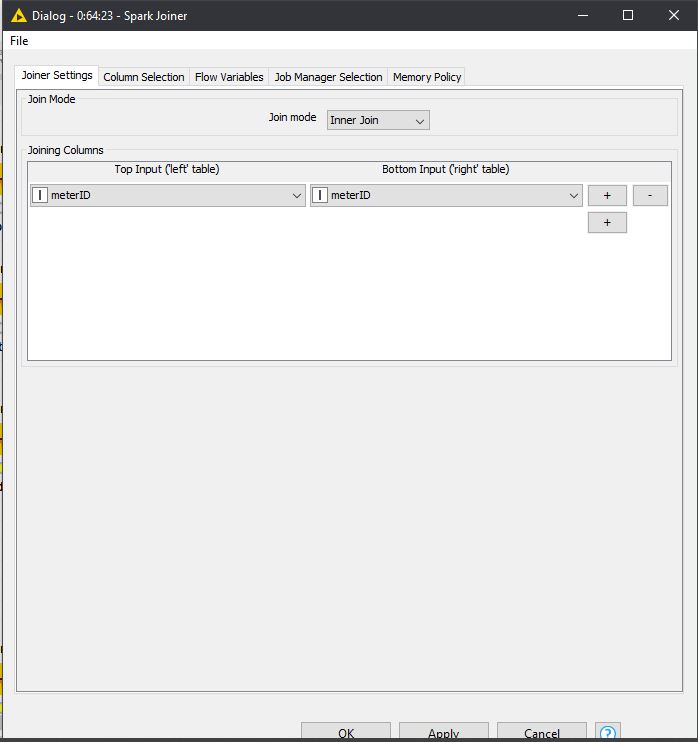 Dialog - 0:64:23 - Spark Joiner
File
Joiner Settings Column Selection Flow Variables Job Manager Selection Memory Policy
Join Mode
Join mode Inner Join
Joining Columns
Top Input ('left' table) Bottom Input ('right' table)
I meterID I meterID + -
+
OK Apply Cancel ?